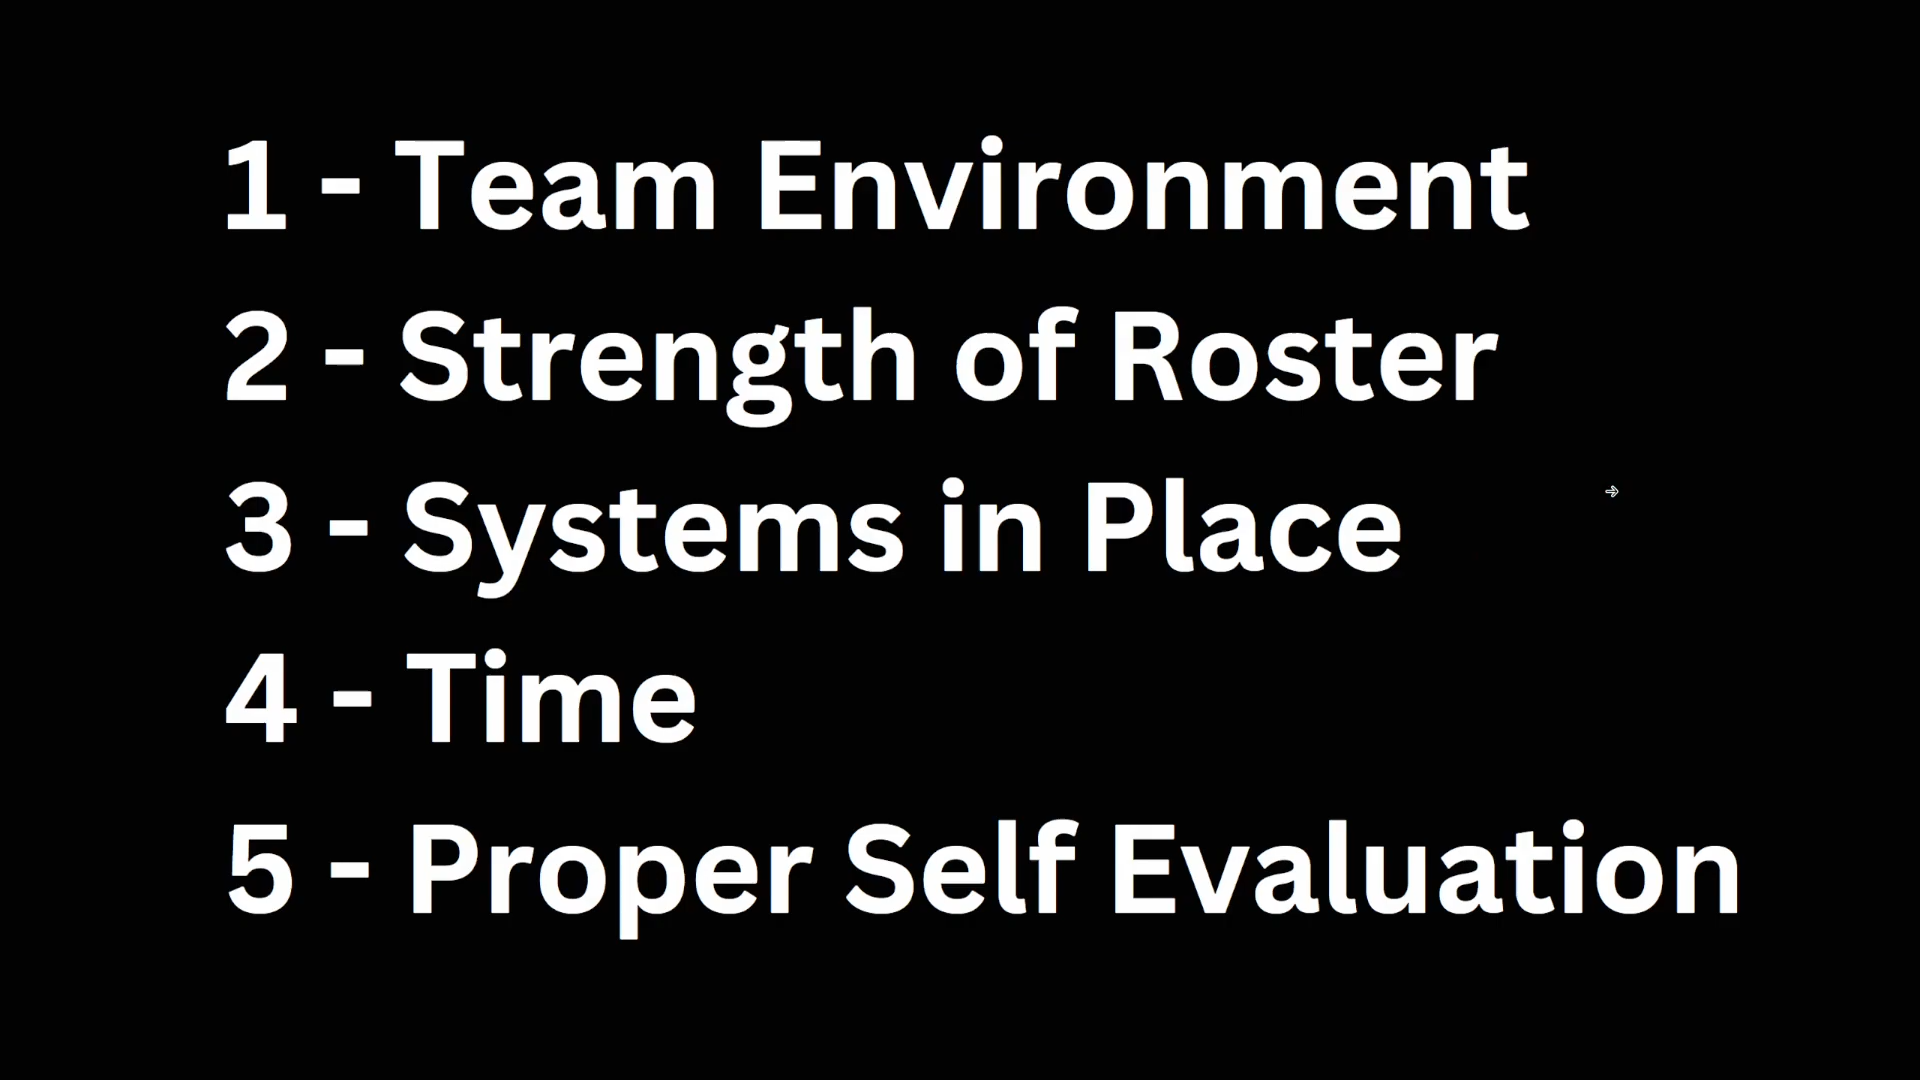 1 - Team Environment
2 - Strength of Roster
3 - Systems in Place
4 - Time
5 - Proper Self Evaluation